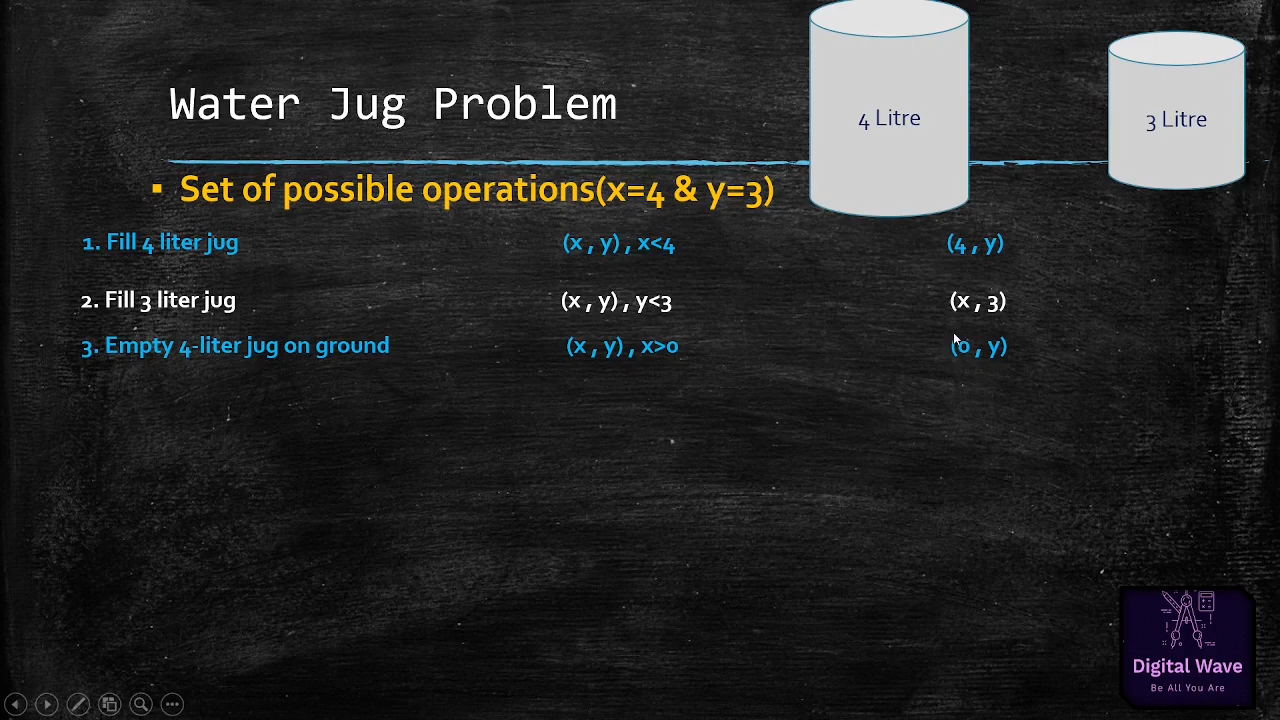 4 Litre
3 Litre
Water Jug Problem
▪ Set of possible operations(x=4 & y=3)
1. Fill 4 liter jug (x , y) , x<4 (4 , y)
2. Fill 3 liter jug (x , y) , y<3 (x , 3)
3. Empty 4-liter jug on ground (x , y) , x>0 (0 , y)
Digital Wave
Be All You Are